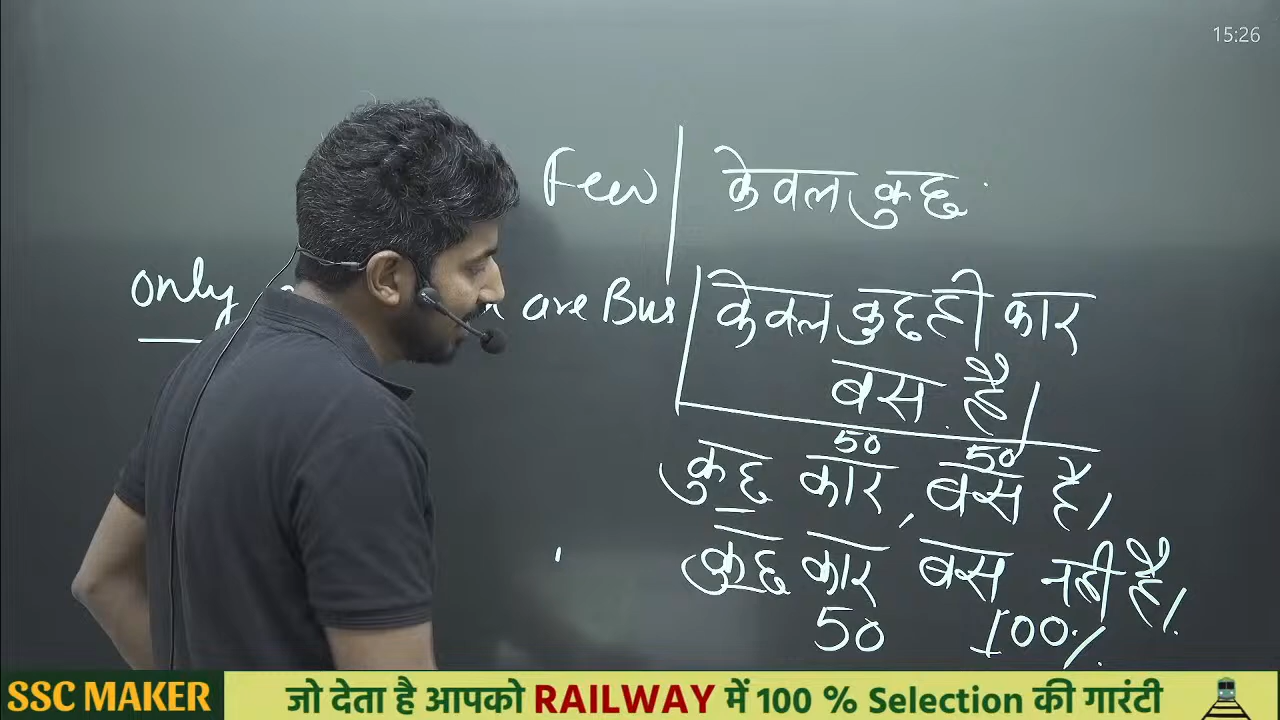 15:26
Few केवल कुछ
only are Bus केवल कुछ ही कार
बस है।
50 50
कुछ कार, बस है।
कुछ कार बस नहीं है।
50 100%
SSC MAKER जो देता है आपको RAILWAY में 100 % Selection की गारंटी